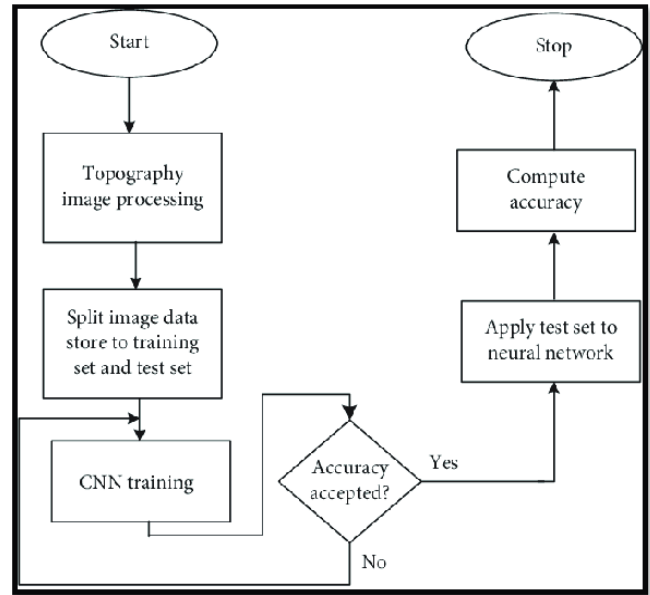 Start
Topography
image processing
Split image data
store to training
set and test set
CNN training
Accuracy
accepted?
Yes
No
Apply test set to
neural network
Compute
accuracy
Stop